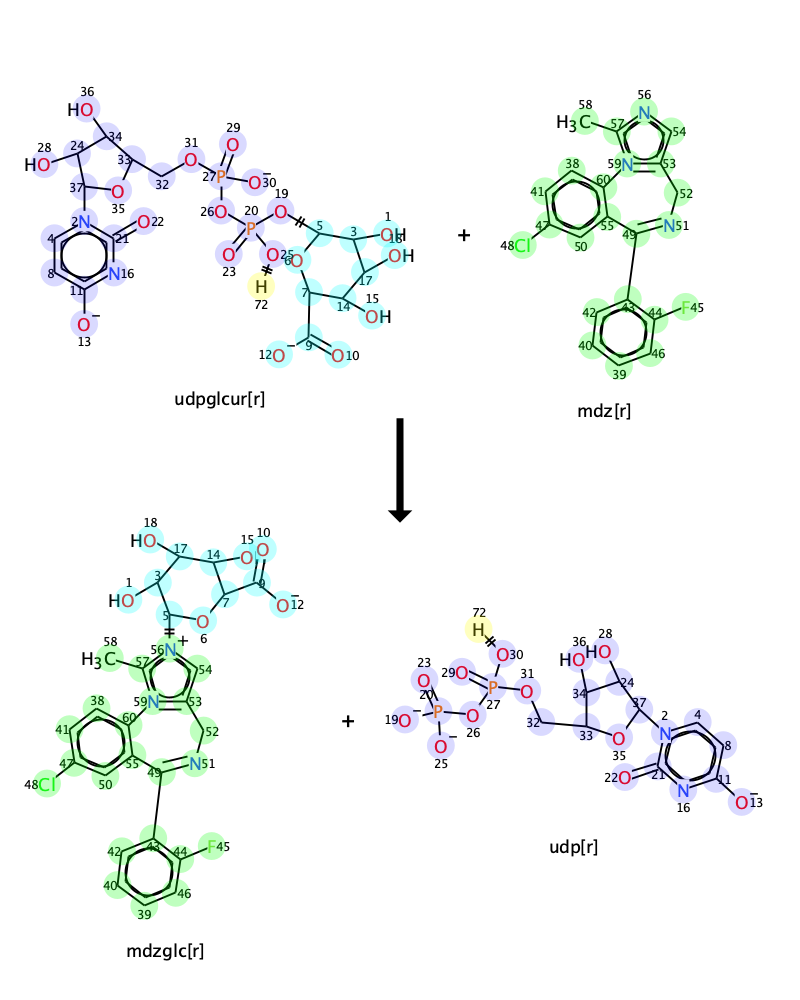 36
HO
28
HO
24
34
33
35
37
32
31
29
O
27
P
O
30
26
O
20
P
19
O
23
O
O
25
H
72
2
N
21
O
22
4
8
N
16
11
O
13
5
3
1
OH
18
OH
17
15
OH
14
6
O
7
9
12
O
O
10
udpglcur[r]
+
58
H₃C
57
56
N
54
53
59
N
60
38
41
47
48
Cl
50
55
49
N
51
52
43
44
F
45
42
40
39
46
mdz[r]
18
HO
17
14
15
O
10
O
9
O
12
7
3
1
HO
5
O
6
56
N
+
58
H₃C
57
54
59
N
53
60
38
41
47
48
Cl
50
55
49
N
51
52
43
44
F
45
42
40
39
46
mdzglc[r]
+
72
H
O
30
29
O
P
27
23
O
20
P
19
O
O
25
O
26
31
O
32
36
HO
28
HO
34
24
33
37
O
35
2
N
4
8
11
21
22
O
N
16
O
13
udp[r]